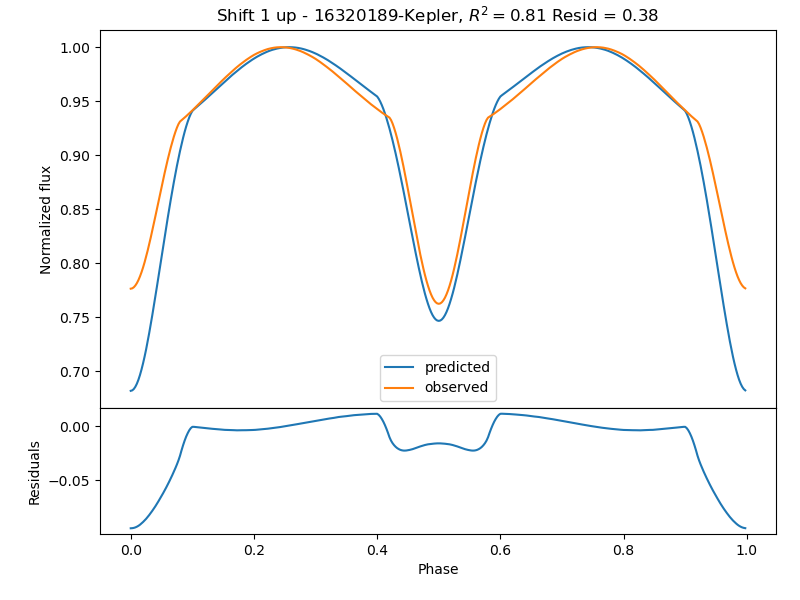 Shift 1 up - 16320189-Kepler, R² = 0.81 Resid = 0.38
1.00
0.95
0.90
0.85
0.80
0.75
0.70
Normalized flux
predicted
observed
0.00
−0.05
Residuals
0.0 0.2 0.4 0.6 0.8 1.0
Phase